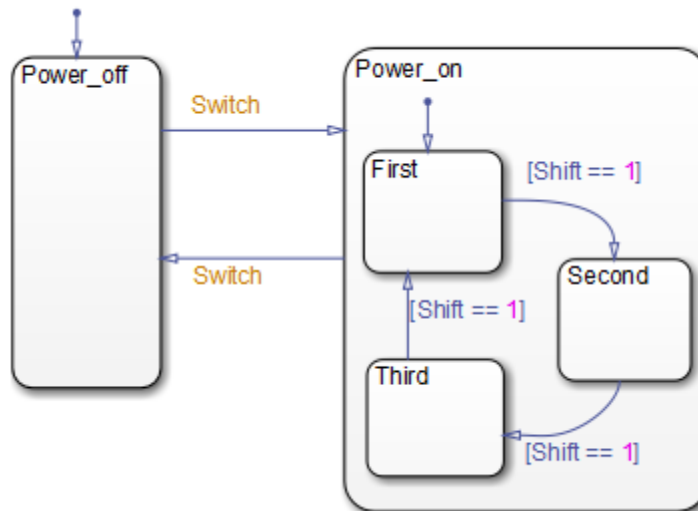 Power_off
Switch
Switch
Power_on
First
[Shift == 1]
Second
[Shift == 1]
Third
[Shift == 1]